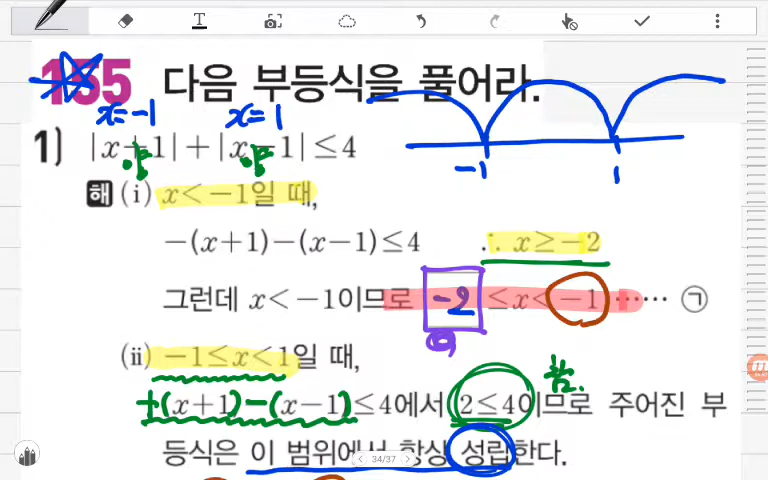 T
155 다음 부등식을 풀어라.
x=-1 x=1
1) |x+1|+|x-1|≤4
-1 1
해 (ⅰ) x<-1일 때,
-(x+1)-(x-1)≤4 ∴ x≥-2
그런데 x<-1이므로 -2 ≤x<-1 …… ㉠
(ⅱ) -1≤x<1일 때,
+(x+1)-(x-1)≤4에서 2≤4이므로 주어진 부
등식은 이 범위에서 항상 성립한다.
34/37